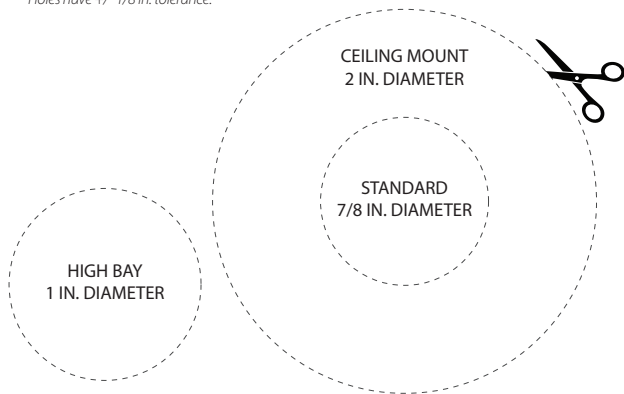 Holes have +/- 1/8 in. tolerance.
CEILING MOUNT
2 IN. DIAMETER
STANDARD
7/8 IN. DIAMETER
HIGH BAY
1 IN. DIAMETER